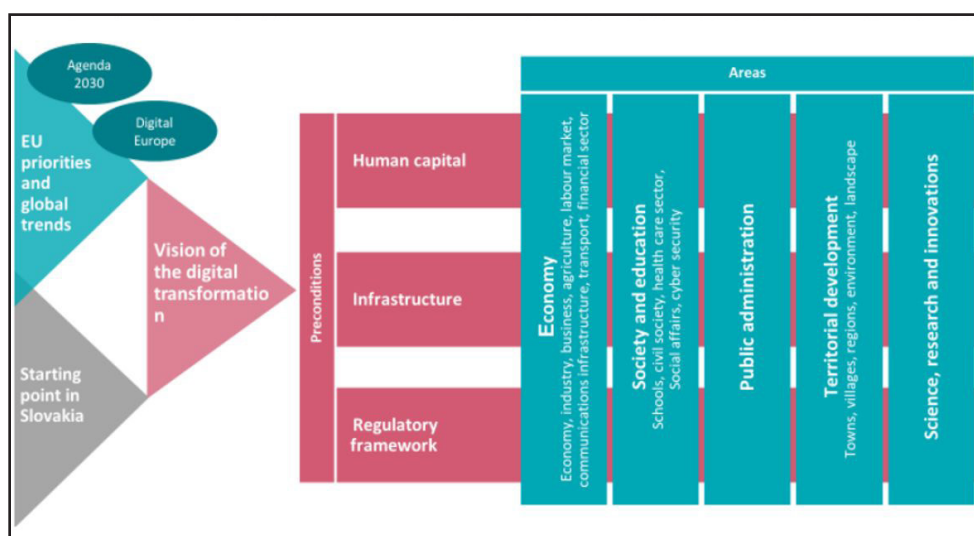 Agenda
2030
Digital
Europe
EU
priorities
and
global
trends
Vision of
the digital
transformatio
n
Starting
point in
Slovakia
Preconditions
Human capital
Infrastructure
Regulatory
framework
Areas
Economy
Economy, industry, business, agriculture, labour market,
communications infrastructure, transport, financial sector
Society and education
Schools, civil society, health care sector,
Social affairs, cyber security
Public administration
Territorial development
Towns, villages, regions, environment, landscape
Science, research and innovations